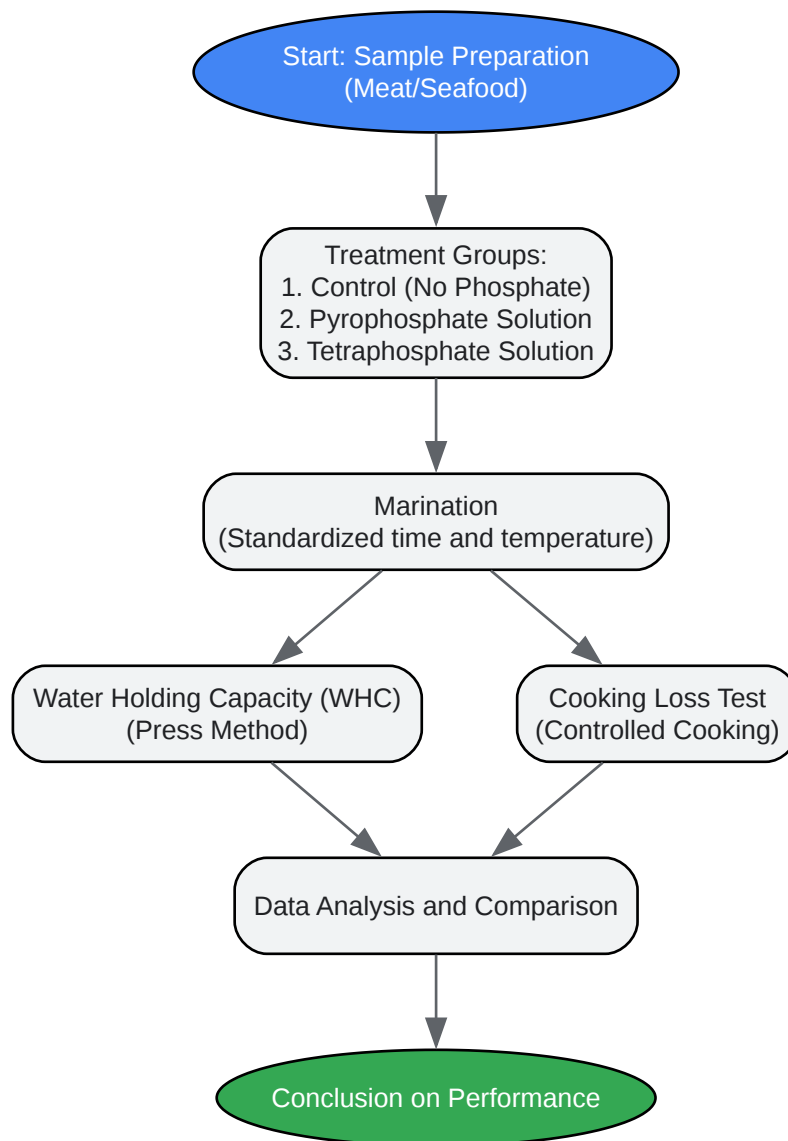 Start: Sample Preparation
(Meat/Seafood)
Treatment Groups:
1. Control (No Phosphate)
2. Pyrophosphate Solution
3. Tetraphosphate Solution
Marination
(Standardized time and temperature)
Water Holding Capacity (WHC)
(Press Method)
Cooking Loss Test
(Controlled Cooking)
Data Analysis and Comparison
Conclusion on Performance